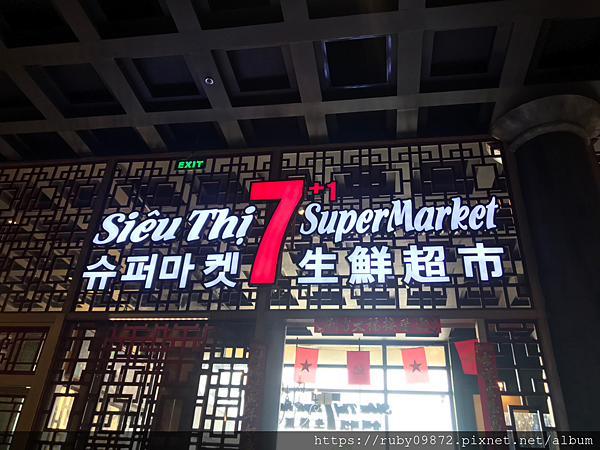 EXIT
Siêu Thị 7+1 SuperMarket
슈퍼마켓 生鮮超市
https://ruby09872.pixnet.net/album